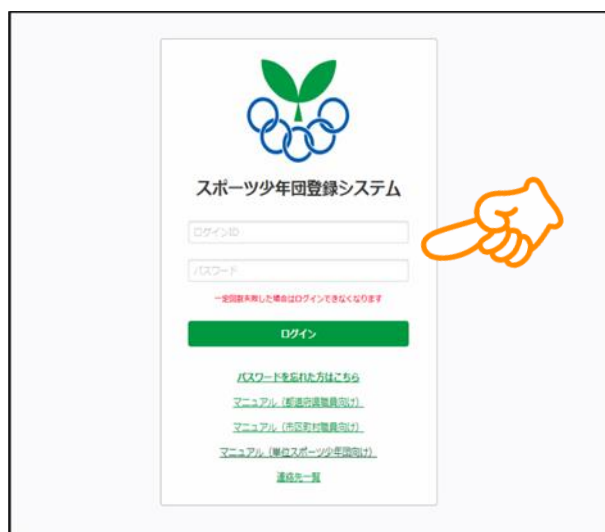 スポーツ少年団登録システム
ログインID
パスワード
一定回数失敗した場合はログインできなくなります
ログイン
パスワードを忘れた方はこちら
マニュアル（都道府県職員向け）
マニュアル（市区町村職員向け）
マニュアル（単位スポーツ少年団向け）
連絡先一覧